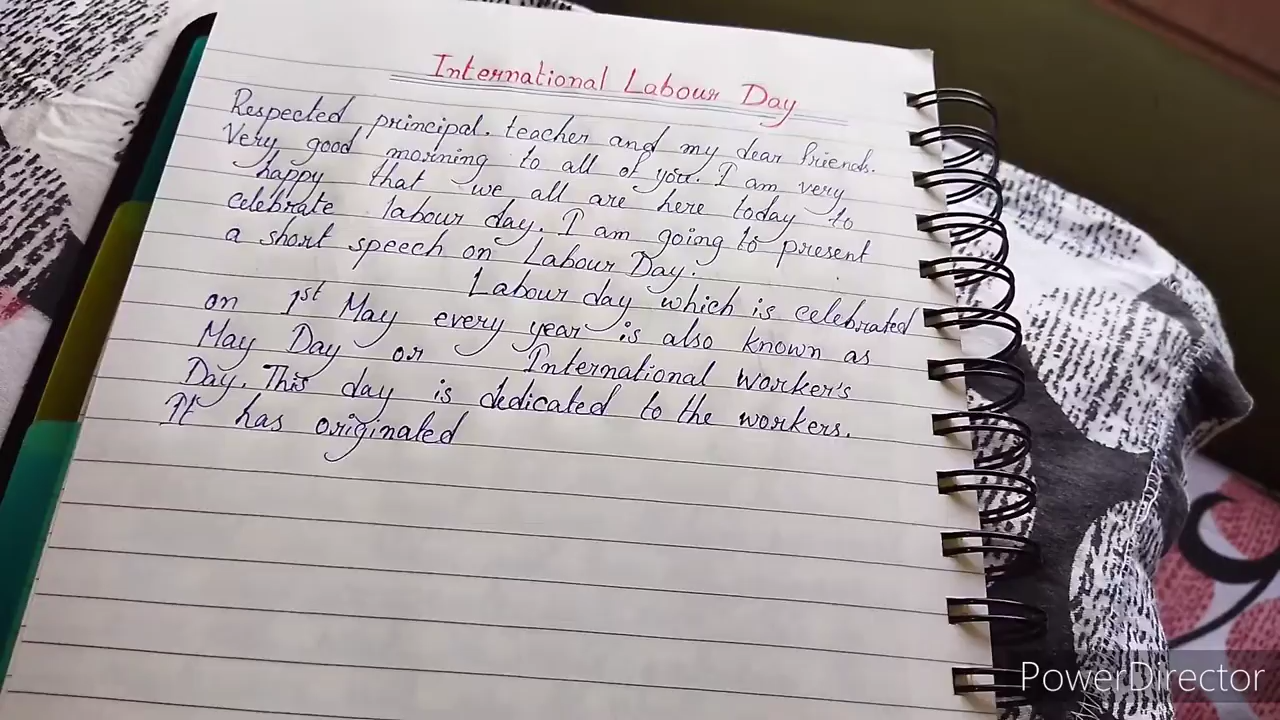 International Labour Day
Respected principal. teacher and my dear friends.
Very good morning to all of you. I am very
happy that we all are here today to
celebrate labour day. I am going to present
a short speech on Labour Day.
Labour day which is celebrated
on 1st May every year is also known as
May Day or International worker's
Day. This day is dedicated to the workers.
It has originated
PowerDirector